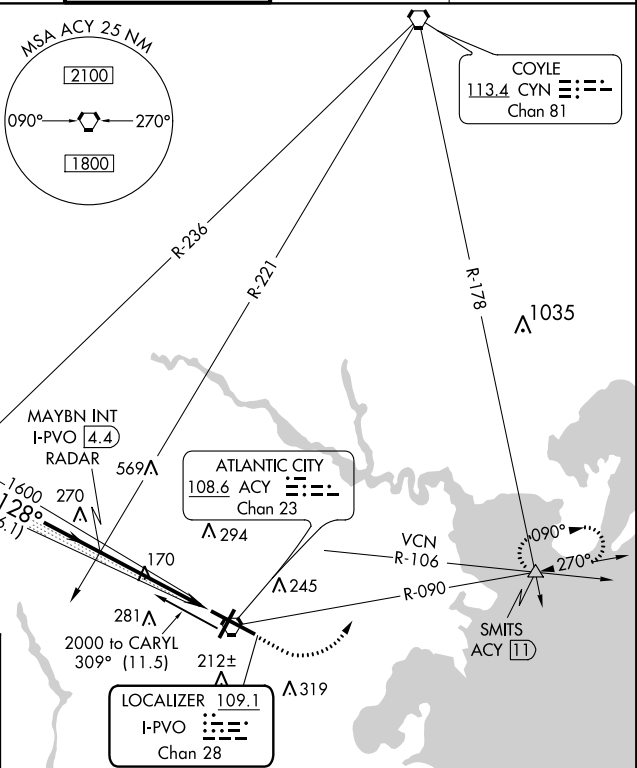 MSA ACY 25 NM
2100
090°
270°
1800
COYLE
113.4 CYN
Chan 81
R-236
R-221
R-178
1035
MAYBN INT
I-PVO 4.4
RADAR
569
1600
128°
6.1)
270
170
ATLANTIC CITY
108.6 ACY
Chan 23
294
245
VCN
R-106
R-090
090°
270°
SMITS
ACY 11
281
2000 to CARYL
309° (11.5)
212±
319
LOCALIZER 109.1
I-PVO
Chan 28